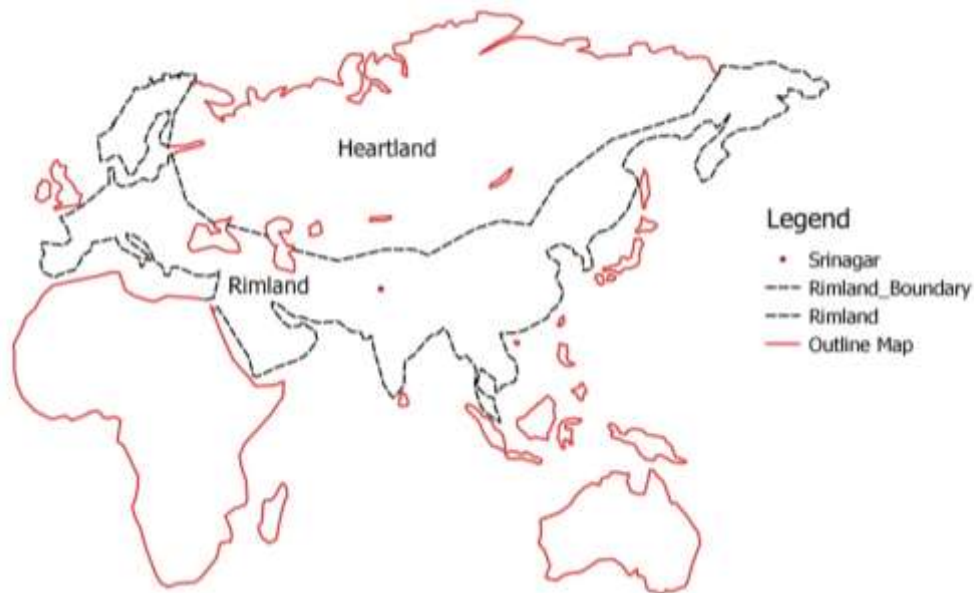 Heartland
Rimland
Legend
Srinagar
Rimland_Boundary
Rimland
Outline Map